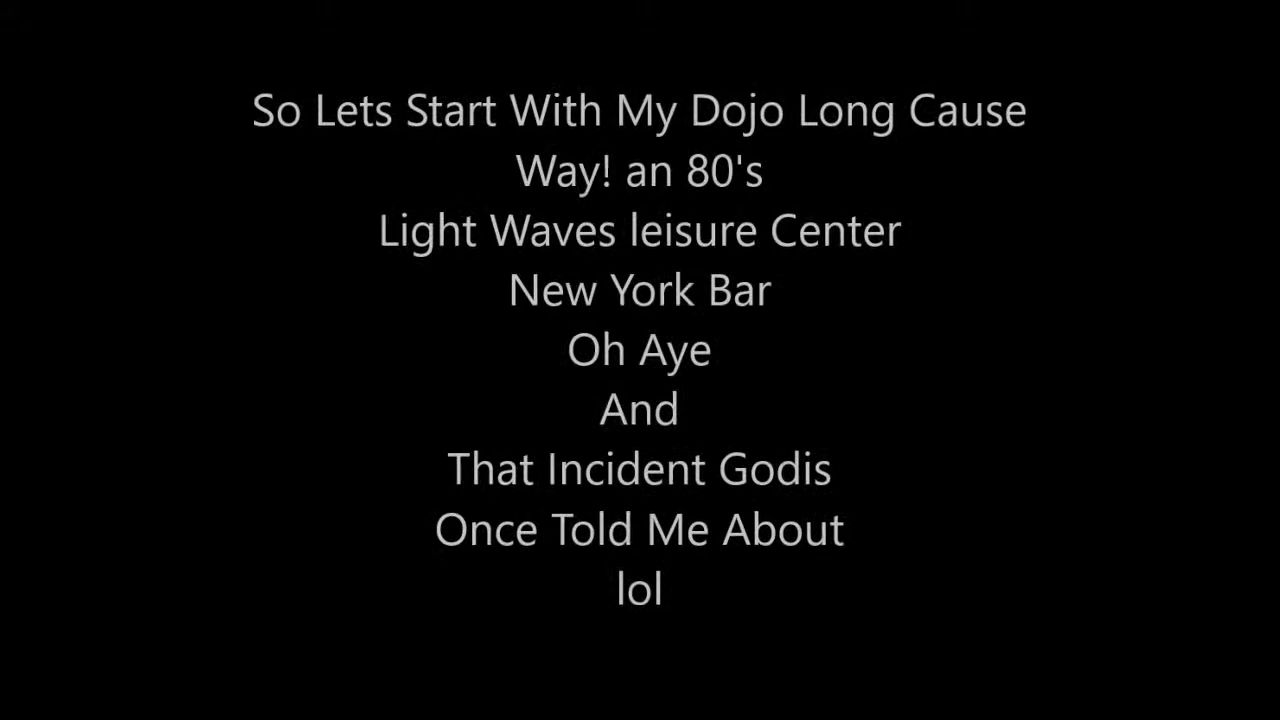 So Lets Start With My Dojo Long Cause
Way! an 80's
Light Waves leisure Center
New York Bar
Oh Aye
And
That Incident Godis
Once Told Me About
lol